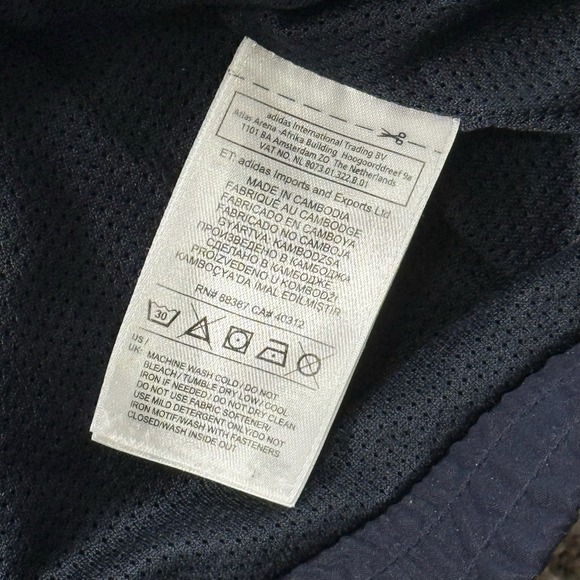 adidas International Trading BV
Atlas Arena -Afrika Building Hoogoorddreef 9a
1101 BA Amsterdam ZO The Netherlands
VAT NO. NL 8073.01.322.B.01
ET: adidas Imports and Exports Ltd
MADE IN CAMBODIA
FABRIQUÉ AU CAMBODGE
FABRICADO EN CAMBOYA
FABRICADO NO CAMBOJA
GYÁRTVA: KAMBODZSA
ПРОИЗВЕДЕНО В КАМБОДЖА
СДЕЛАНО В КАМБОДЖЕ
PROIZVEDENO U KOMBODŽI
KAMBOÇYA'DA İMAL EDİLMİŞTİR
RN# 88387 CA# 40312
30
US /
UK: MACHINE WASH COLD / DO NOT
BLEACH / TUMBLE DRY LOW / COOL
IRON IF NEEDED / DO NOT DRY CLEAN
DO NOT USE FABRIC SOFTENER/
USE MILD DETERGENT ONLY/DO NOT
IRON MOTIF/WASH WITH FASTENERS
CLOSED/WASH INSIDE OUT